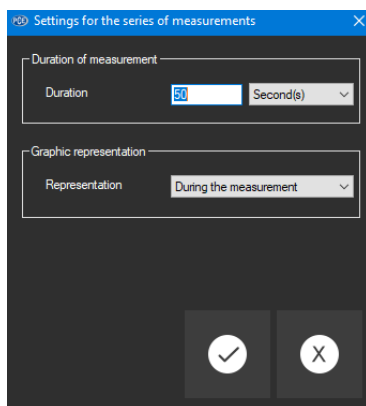 PCE Settings for the series of measurements
Duration of measurement
Duration 50 Second(s)
Graphic representation
Representation During the measurement
X